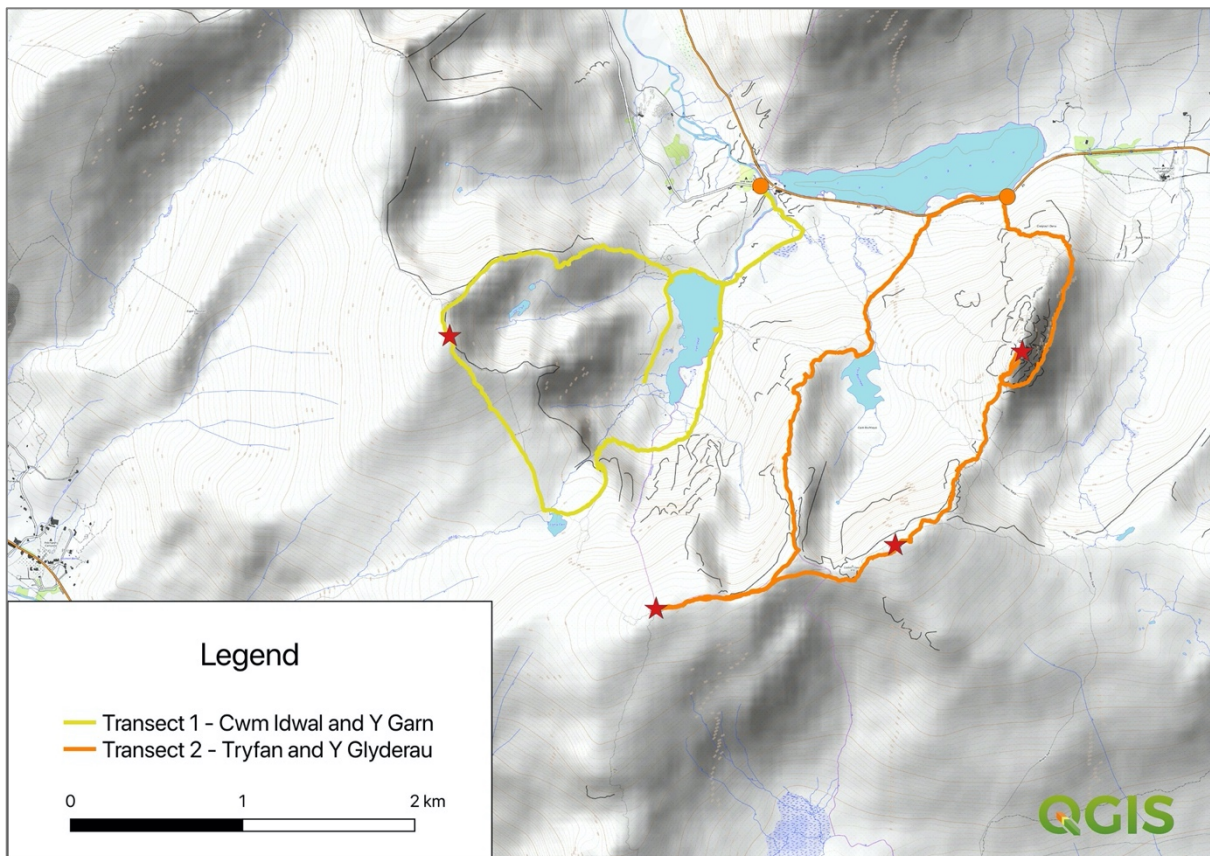 Legend
Transect 1 - Cwm Idwal and Y Garn
Transect 2 - Tryfan and Y Glyderau
0 1 2 km
QGIS